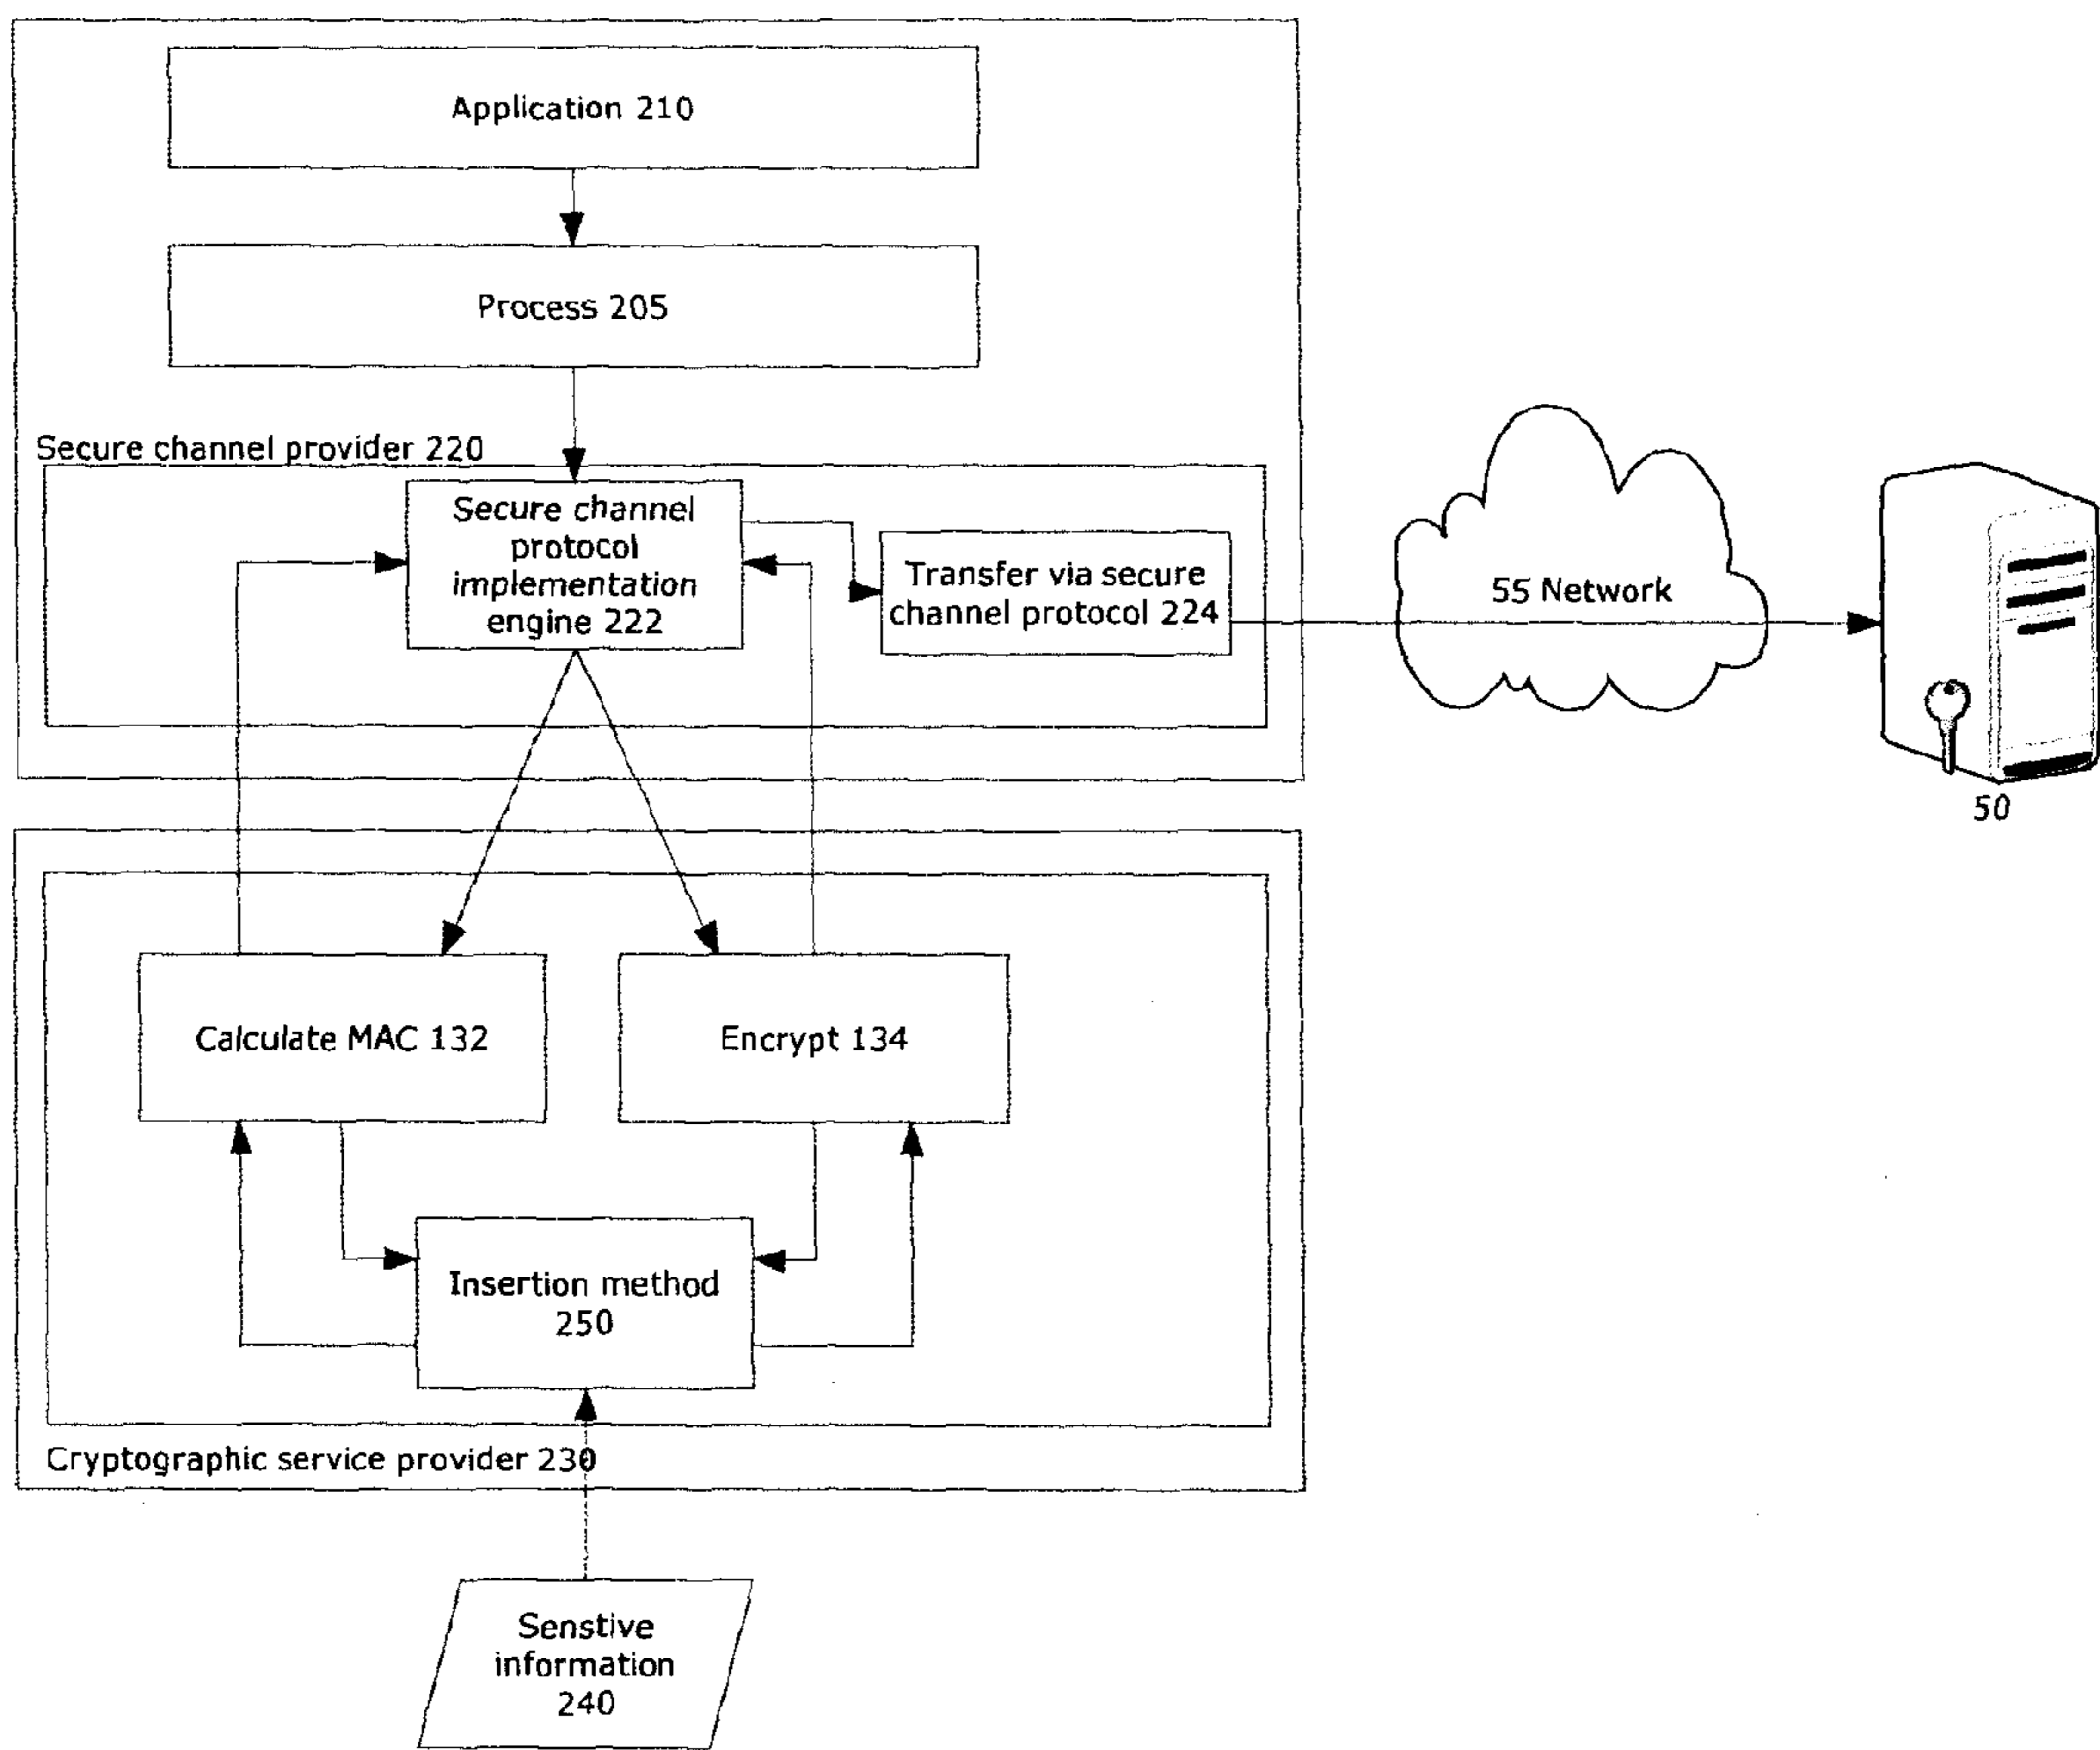 Application 210
Process 205
Secure channel provider 220
Secure channel
protocol
implementation
engine 222
Transfer via secure
channel protocol 224
55 Network
50
Calculate MAC 132
Encrypt 134
Insertion method
250
Cryptographic service provider 230
Senstive
information
240